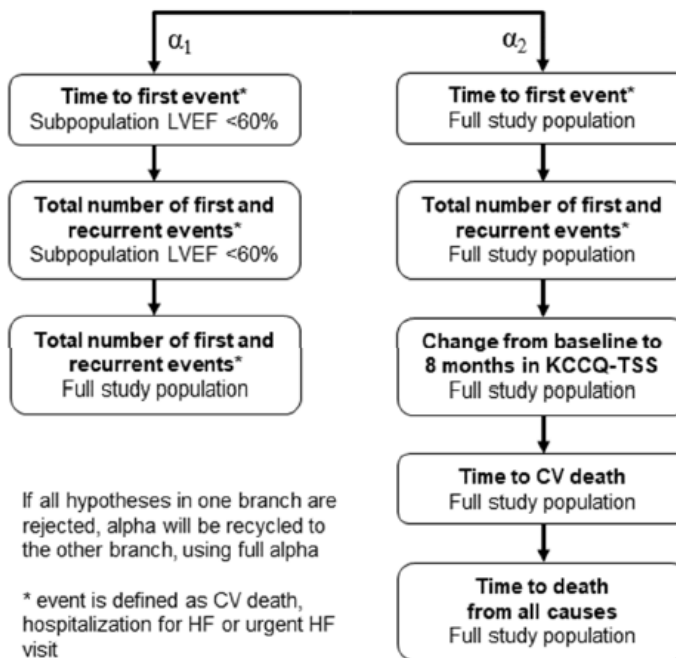 α₁
α₂
Time to first event*
Subpopulation LVEF <60%
Total number of first and
recurrent events*
Subpopulation LVEF <60%
Total number of first and
recurrent events*
Full study population
Time to first event*
Full study population
Total number of first and
recurrent events*
Full study population
Change from baseline to
8 months in KCCQ-TSS
Full study population
Time to CV death
Full study population
Time to death
from all causes
Full study population
If all hypotheses in one branch are
rejected, alpha will be recycled to
the other branch, using full alpha
* event is defined as CV death,
hospitalization for HF or urgent HF
visit